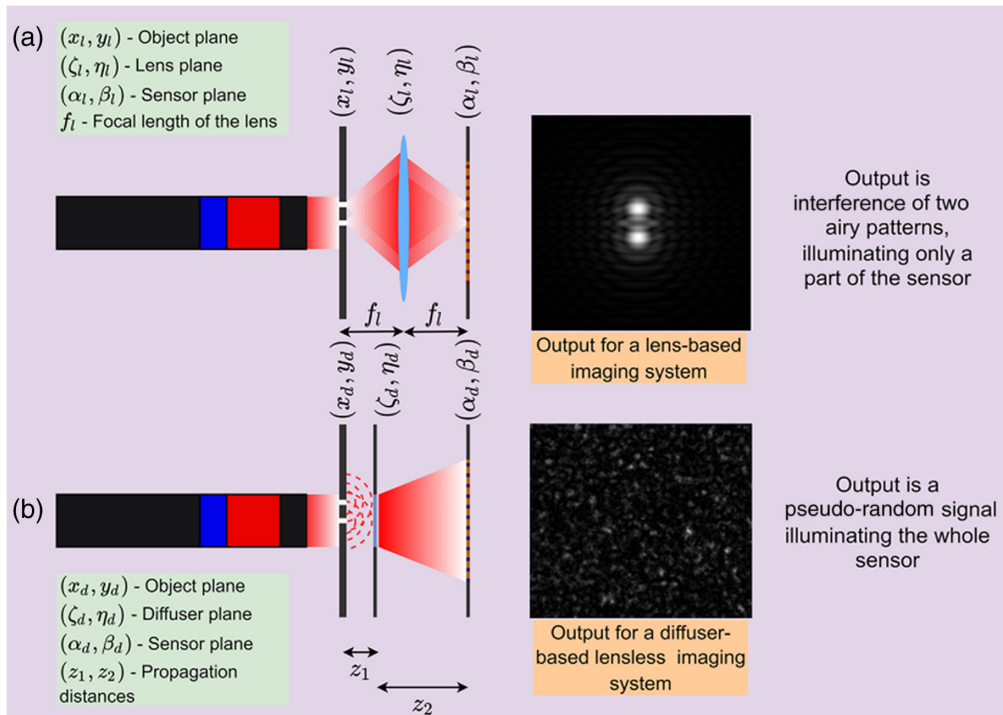 (a)
(x_l, y_l) - Object plane
(ζ_l, η_l) - Lens plane
(α_l, β_l) - Sensor plane
f_l - Focal length of the lens
(x_l, y_l)
(ζ_l, η_l)
(α_l, β_l)
f_l
f_l
Output for a lens-based
imaging system
Output is
interference of two
airy patterns,
illuminating only a
part of the sensor
(b)
(x_d, y_d)
(ζ_d, η_d)
(α_d, β_d)
z_1
z_2
(x_d, y_d) - Object plane
(ζ_d, η_d) - Diffuser plane
(α_d, β_d) - Sensor plane
(z_1, z_2) - Propagation
distances
Output for a diffuser-
based lensless imaging
system
Output is a
pseudo-random signal
illuminating the whole
sensor